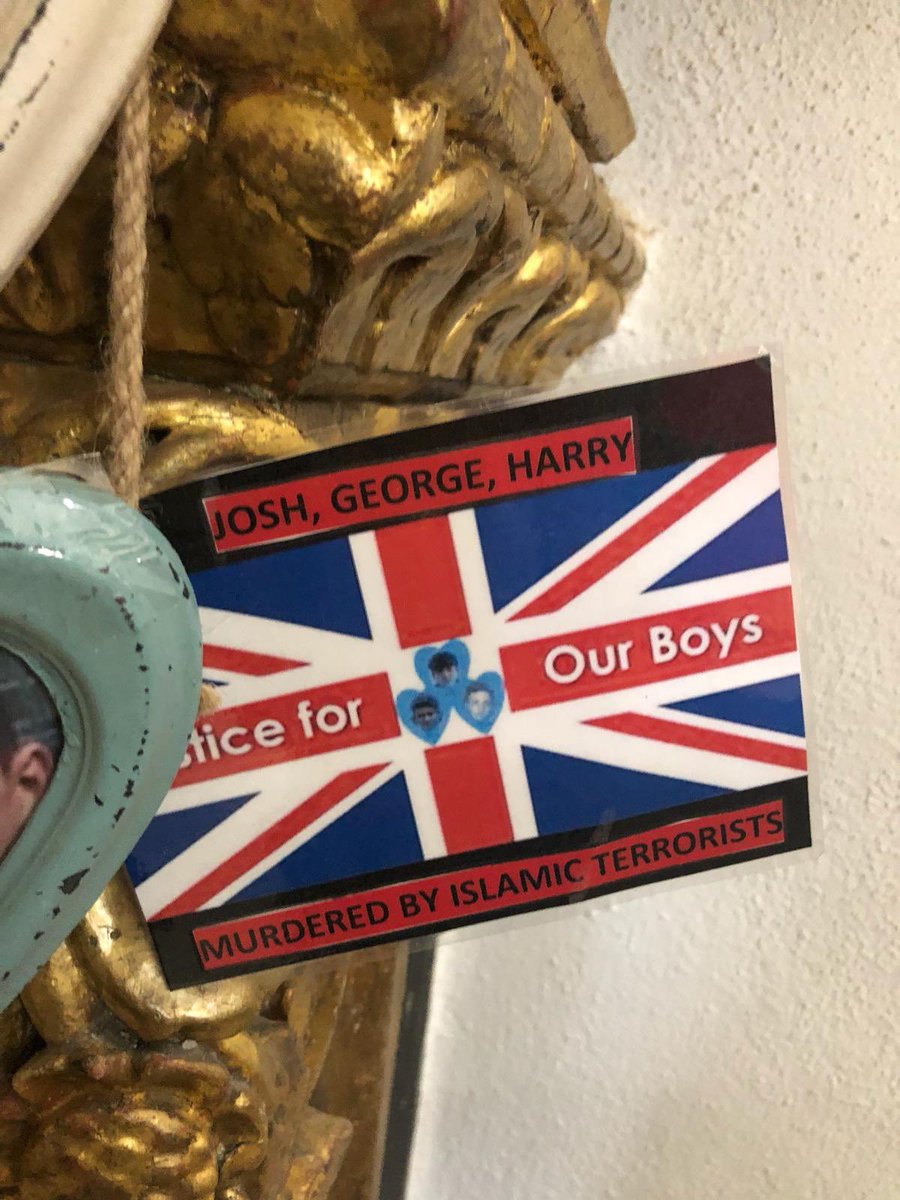 JOSH, GEORGE, HARRY
stice for Our Boys
MURDERED BY ISLAMIC TERRORISTS